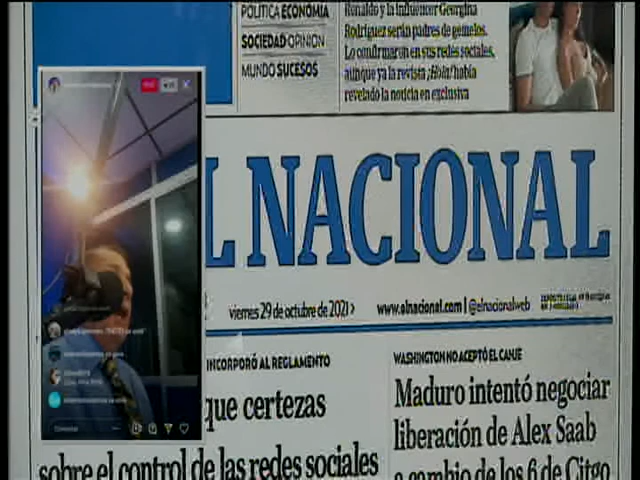 POLÍTICA ECONOMÍA
SOCIEDAD OPINIÓN
MUNDO SUCESOS
Ronaldo y la influencer Georgina
Rodríguez serán padres de gemelos.
Lo confirmaron en sus redes sociales,
aunque ya la revista ¡Hola! había
revelado la noticia en exclusiva
L NACIONAL
viernes 29 de octubre de 2021>
www.elnacional.com | @elnacionalweb
INCORPORÓ AL REGLAMENTO
que certezas
sobre el control de las redes sociales
WASHINGTON NO ACEPTÓ EL CANJE
Maduro intentó negociar
liberación de Alex Saab
a cambio de los 6 de Citgo